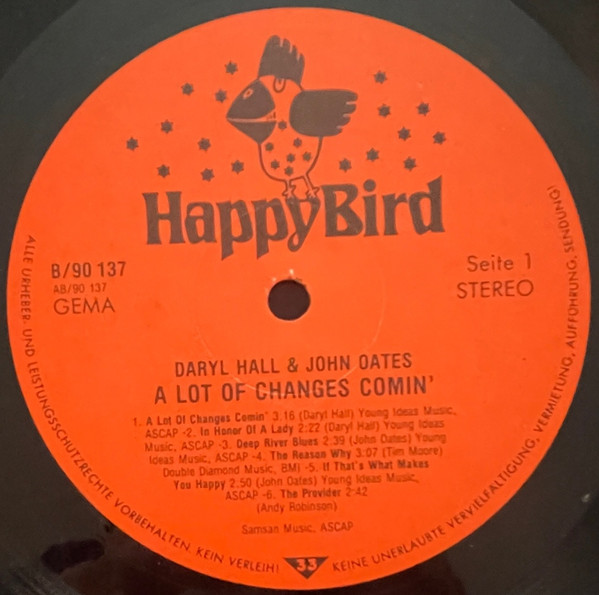 HappyBird
B/90 137
AB/90 137
GEMA
Seite 1
STEREO
DARYL HALL & JOHN OATES
A LOT OF CHANGES COMIN'
1. A Lot Of Changes Comin' 3.16 (Daryl Hall) Young Ideas Music,
ASCAP -2. In Honor Of A Lady 2:22 (Daryl Hall) Young Ideas
Music, ASCAP -3. Deep River Blues 2:39 (John Oates) Young
Ideas Music, ASCAP -4. The Reason Why 3:07 (Tim Moore)
Double Diamond Music, BMI -5. If That's What Makes
You Happy 2.50 (John Oates) Young Ideas Music,
ASCAP -6. The Provider 2:42
(Andy Robinson)
Samsan Music, ASCAP
33
ALLE URHEBER- UND LEISTUNGSSCHUTZRECHTE VORBEHALTEN. KEIN VERLEIH! KEINE UNERLAUBTE VERVIELFÄLTIGUNG, VERMIETUNG, AUFFÜHRUNG, SENDUNG!